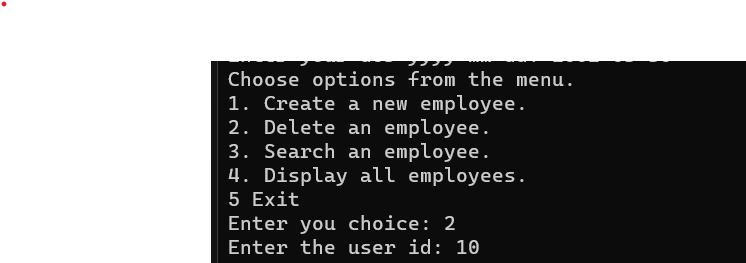 Choose options from the menu.
1. Create a new employee.
2. Delete an employee.
3. Search an employee.
4. Display all employees.
5 Exit
Enter you choice: 2
Enter the user id: 10